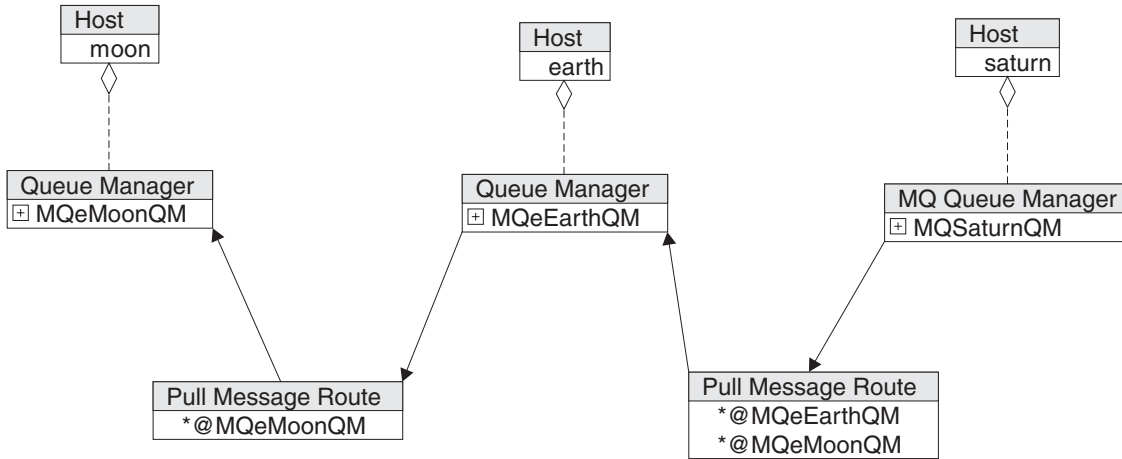 Host
moon
Host
earth
Host
saturn
Queue Manager
MQeMoonQM
Queue Manager
MQeEarthQM
MQ Queue Manager
MQSaturnQM
Pull Message Route
*@MQeMoonQM
Pull Message Route
*@MQeEarthQM
*@MQeMoonQM